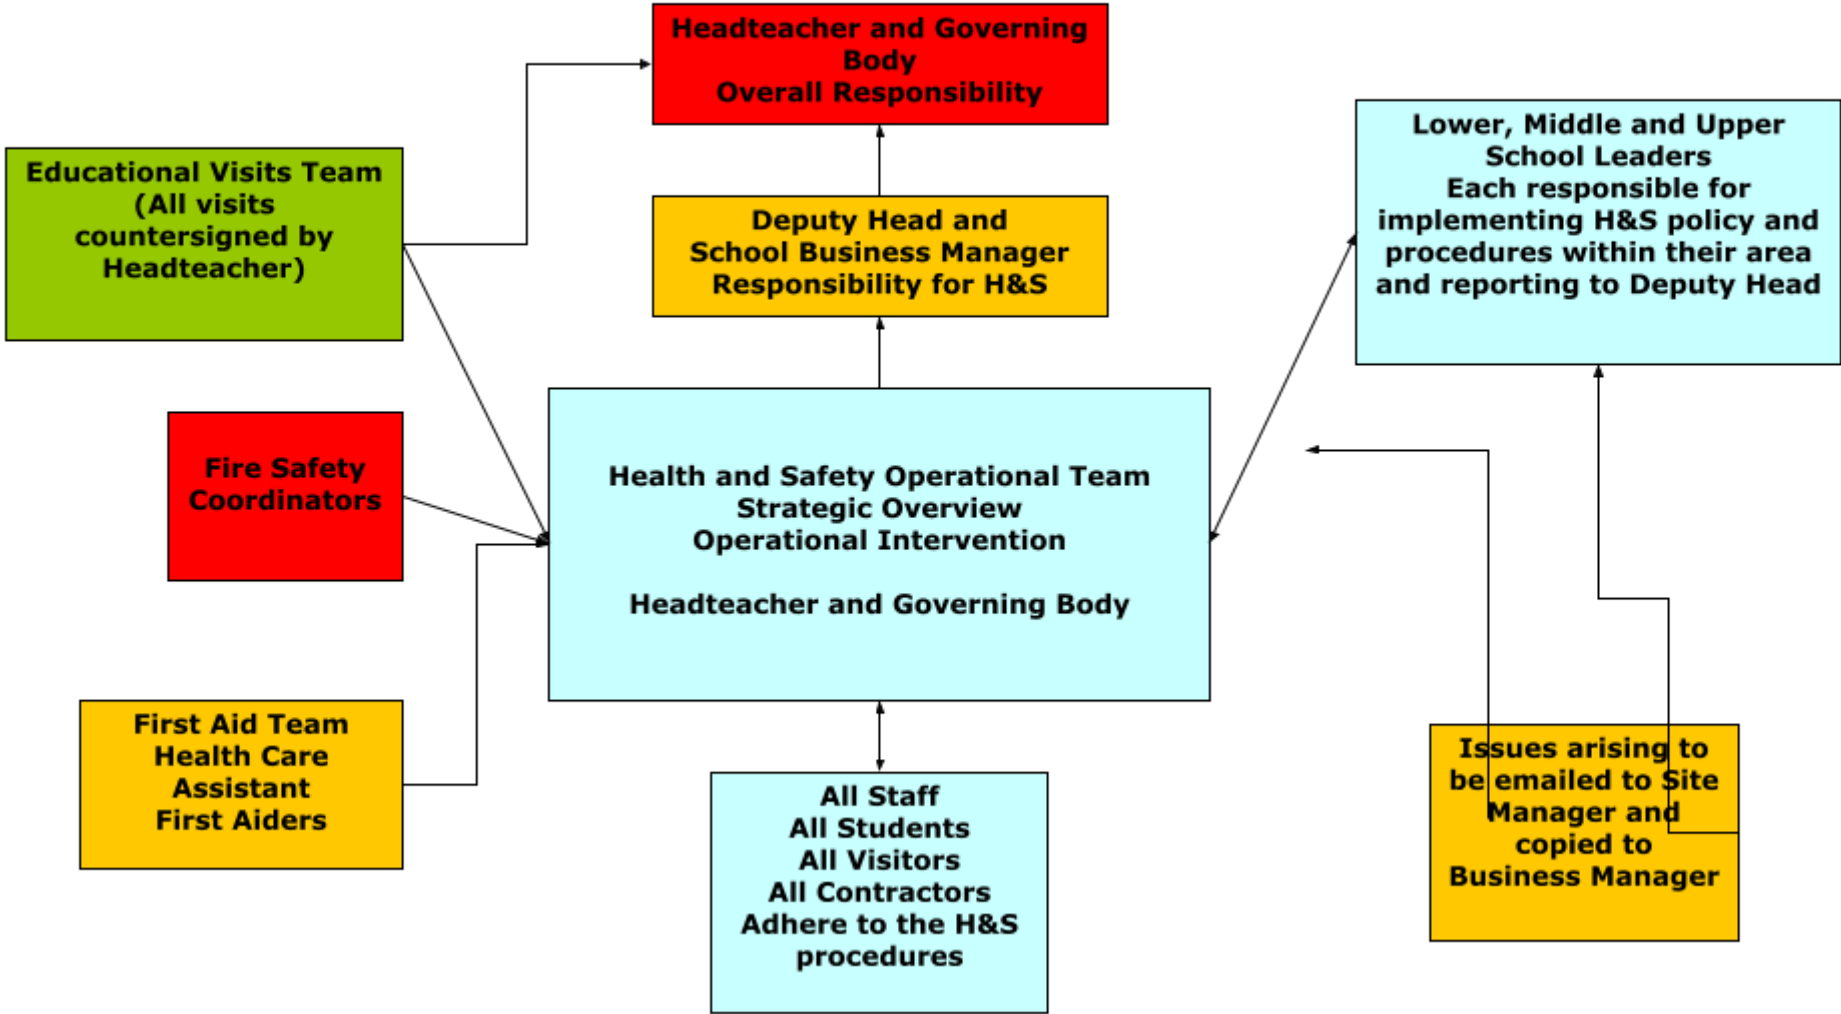 Headteacher and Governing
Body
Overall Responsibility
Educational Visits Team
(All visits
countersigned by
Headteacher)
Deputy Head and
School Business Manager
Responsibility for H&S
Lower, Middle and Upper
School Leaders
Each responsible for
implementing H&S policy and
procedures within their area
and reporting to Deputy Head
Fire Safety
Coordinators
Health and Safety Operational Team
Strategic Overview
Operational Intervention
Headteacher and Governing Body
First Aid Team
Health Care
Assistant
First Aiders
All Staff
All Students
All Visitors
All Contractors
Adhere to the H&S
procedures
Issues arising to
be emailed to Site
Manager and
copied to
Business Manager